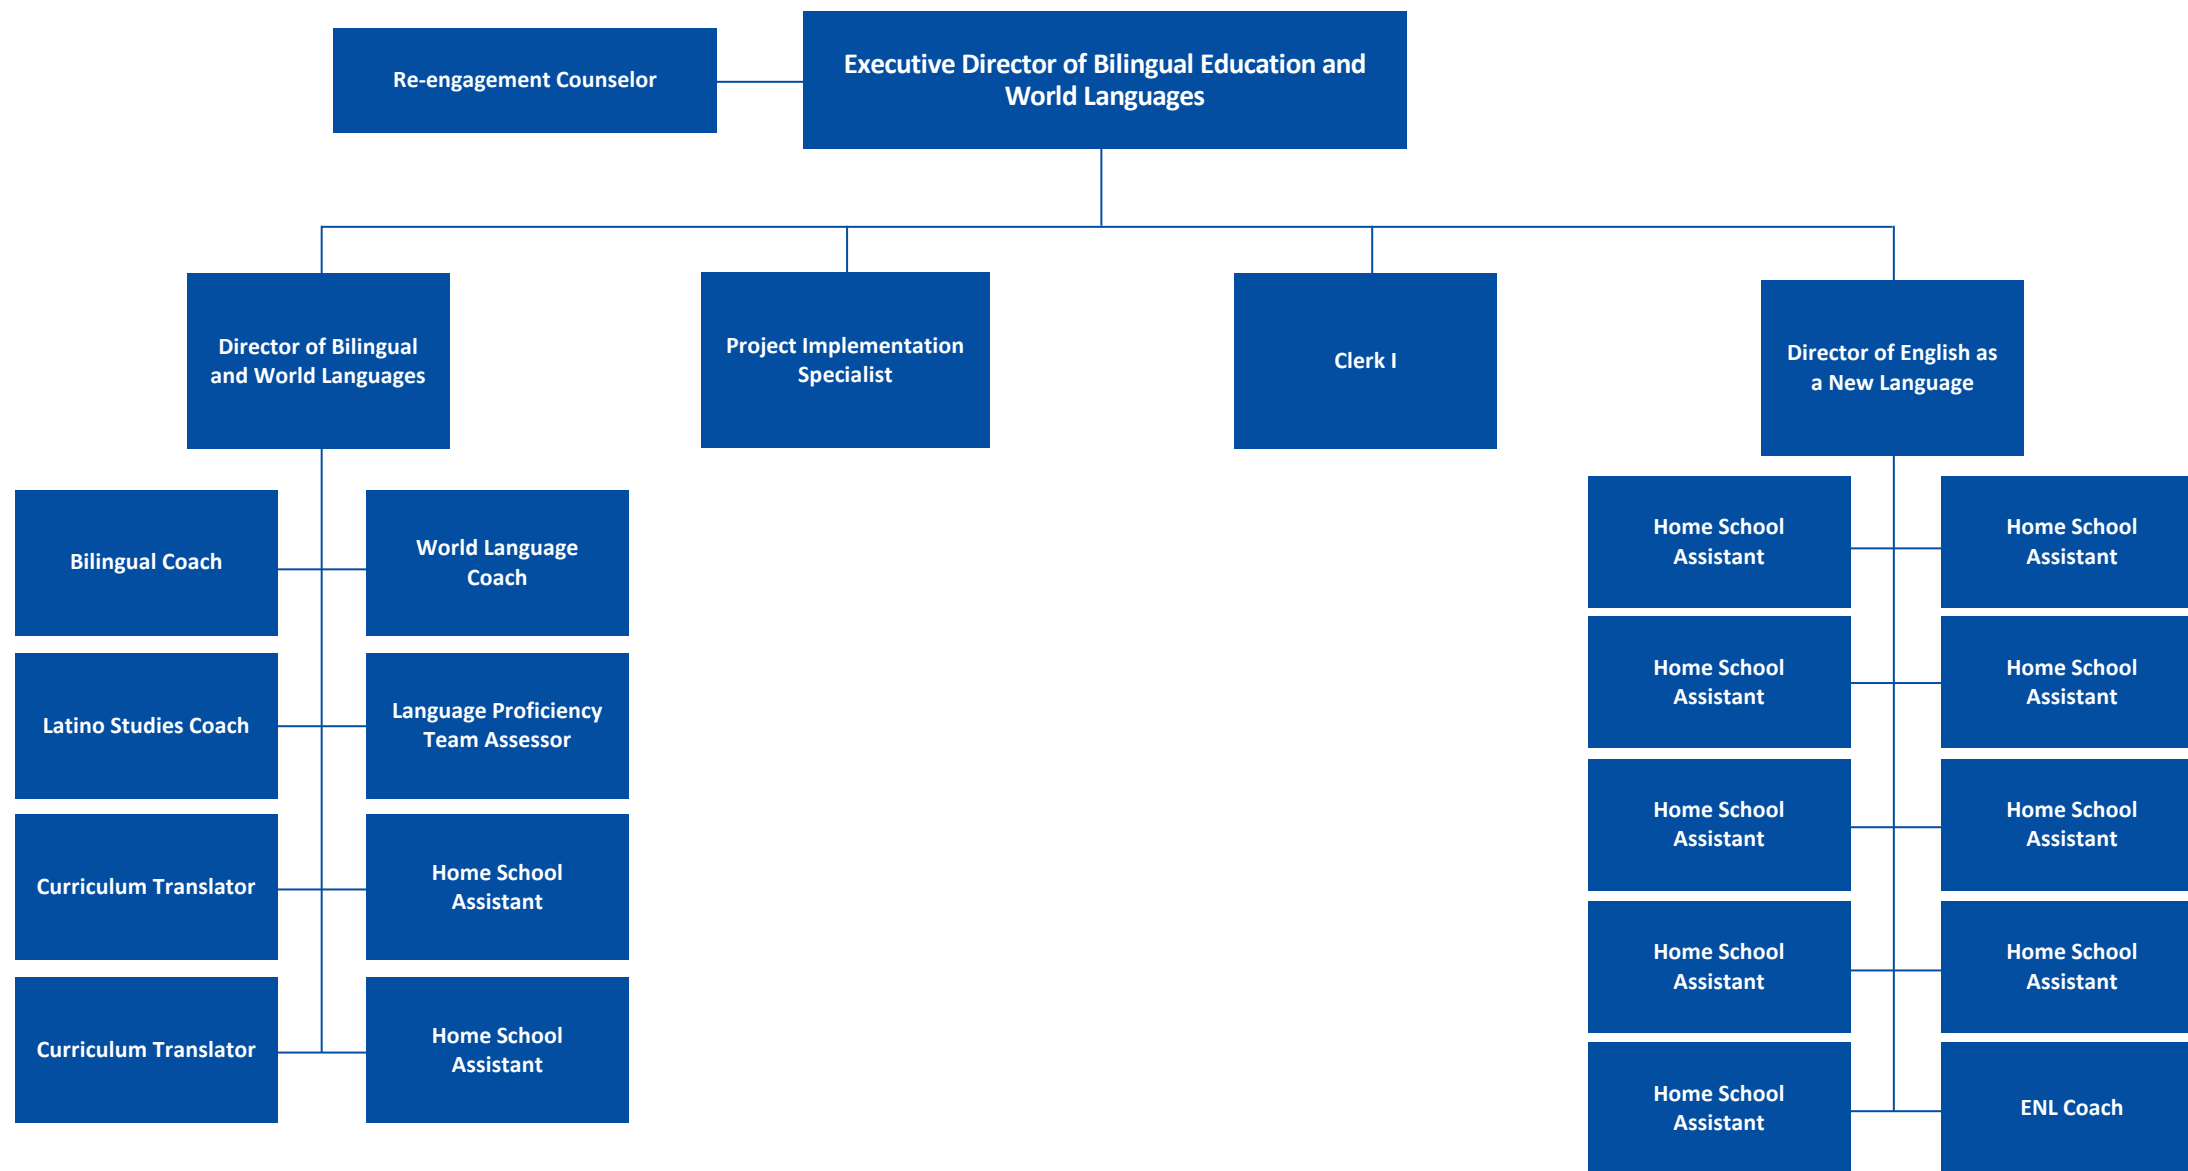 Re-engagement Counselor
Executive Director of Bilingual Education and
World Languages
Director of Bilingual
and World Languages
Project Implementation
Specialist
Clerk I
Director of English as
a New Language
Bilingual Coach
World Language
Coach
Latino Studies Coach
Language Proficiency
Team Assessor
Curriculum Translator
Home School
Assistant
Curriculum Translator
Home School
Assistant
Home School
Assistant
Home School
Assistant
Home School
Assistant
Home School
Assistant
Home School
Assistant
Home School
Assistant
Home School
Assistant
Home School
Assistant
Home School
Assistant
ENL Coach